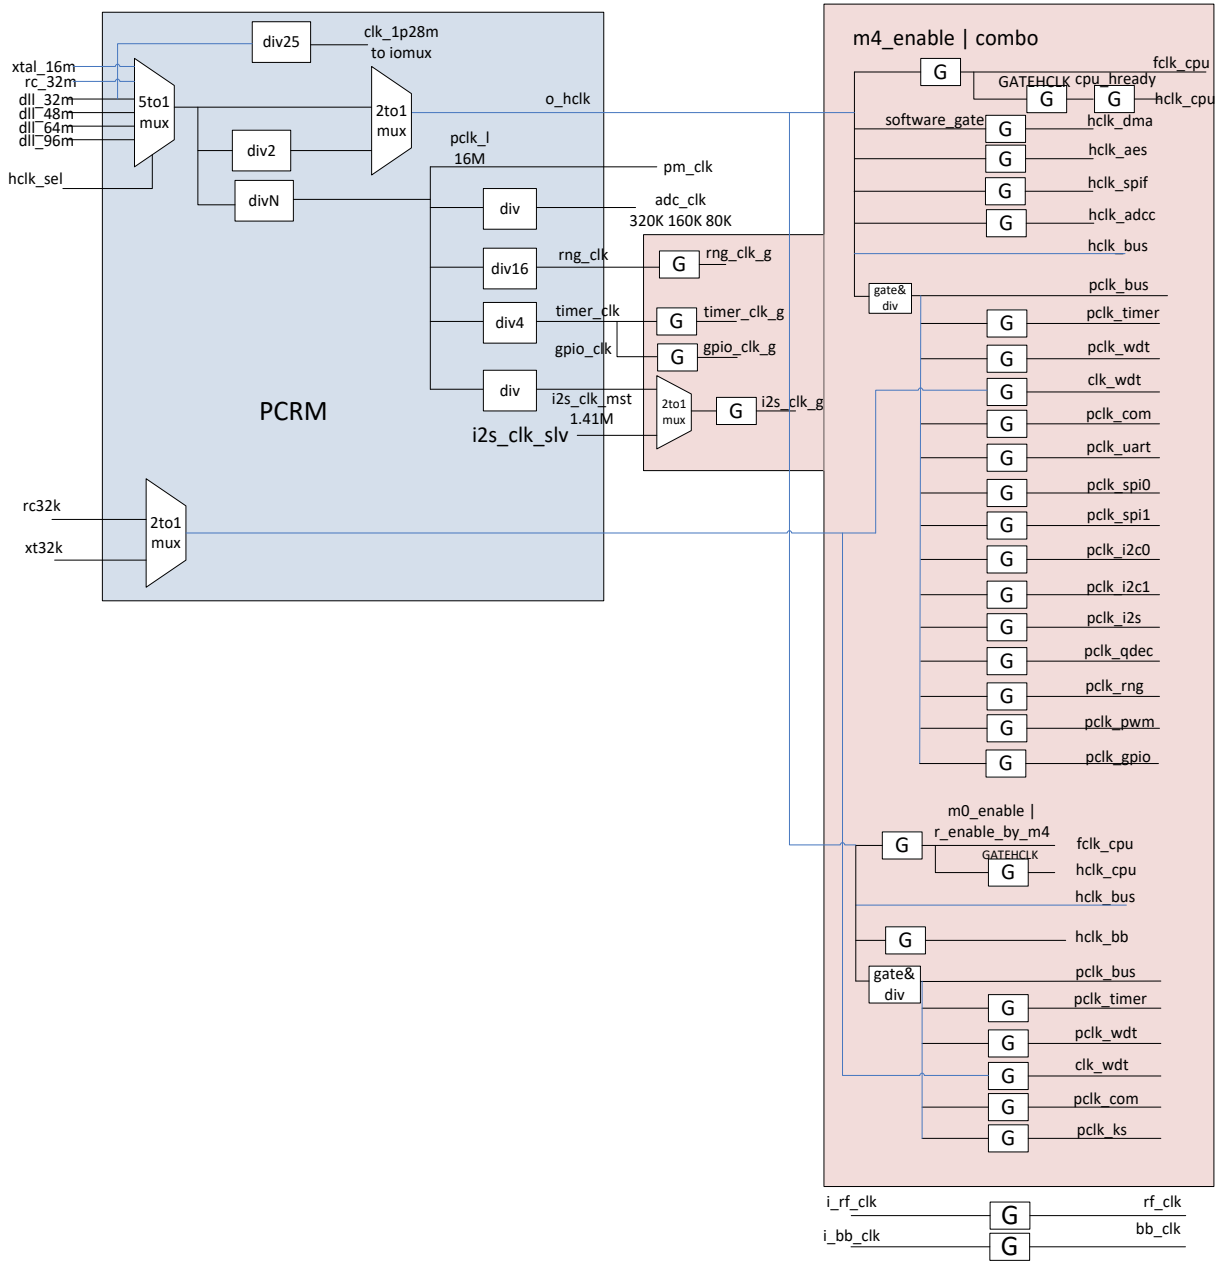 div25
clk_1p28m
to iomux
xtal_16m
rc_32m
dll_32m
dll_48m
dll_64m
dll_96m
hclk_sel
5to1
mux
div2
divN
2to1
mux
o_hclk
pclk_l
16M
pm_clk
div
adc_clk
320K 160K 80K
div16
rng_clk
G
rng_clk_g
div4
timer_clk
G
timer_clk_g
gpio_clk
G
gpio_clk_g
div
i2s_clk_mst
1.41M
i2s_clk_slv
2to1
mux
G
i2s_clk_g
PCRM
rc32k
xt32k
2to1
mux
m4_enable | combo
G
fclk_cpu
GATEHCLK
cpu_hready
G
G
hclk_cpu
software_gate
G
hclk_dma
G
hclk_aes
G
hclk_spif
G
hclk_adcc
hclk_bus
gate&
div
pclk_bus
G
pclk_timer
G
pclk_wdt
G
clk_wdt
G
pclk_com
G
pclk_uart
G
pclk_spi0
G
pclk_spi1
G
pclk_i2c0
G
pclk_i2c1
G
pclk_i2s
G
pclk_qdec
G
pclk_rng
G
pclk_pwm
G
pclk_gpio
m0_enable |
r_enable_by_m4
G
fclk_cpu
GATEHCLK
G
hclk_cpu
hclk_bus
G
hclk_bb
gate&
div
pclk_bus
G
pclk_timer
G
pclk_wdt
G
clk_wdt
G
pclk_com
G
pclk_ks
i_rf_clk
G
rf_clk
i_bb_clk
G
bb_clk